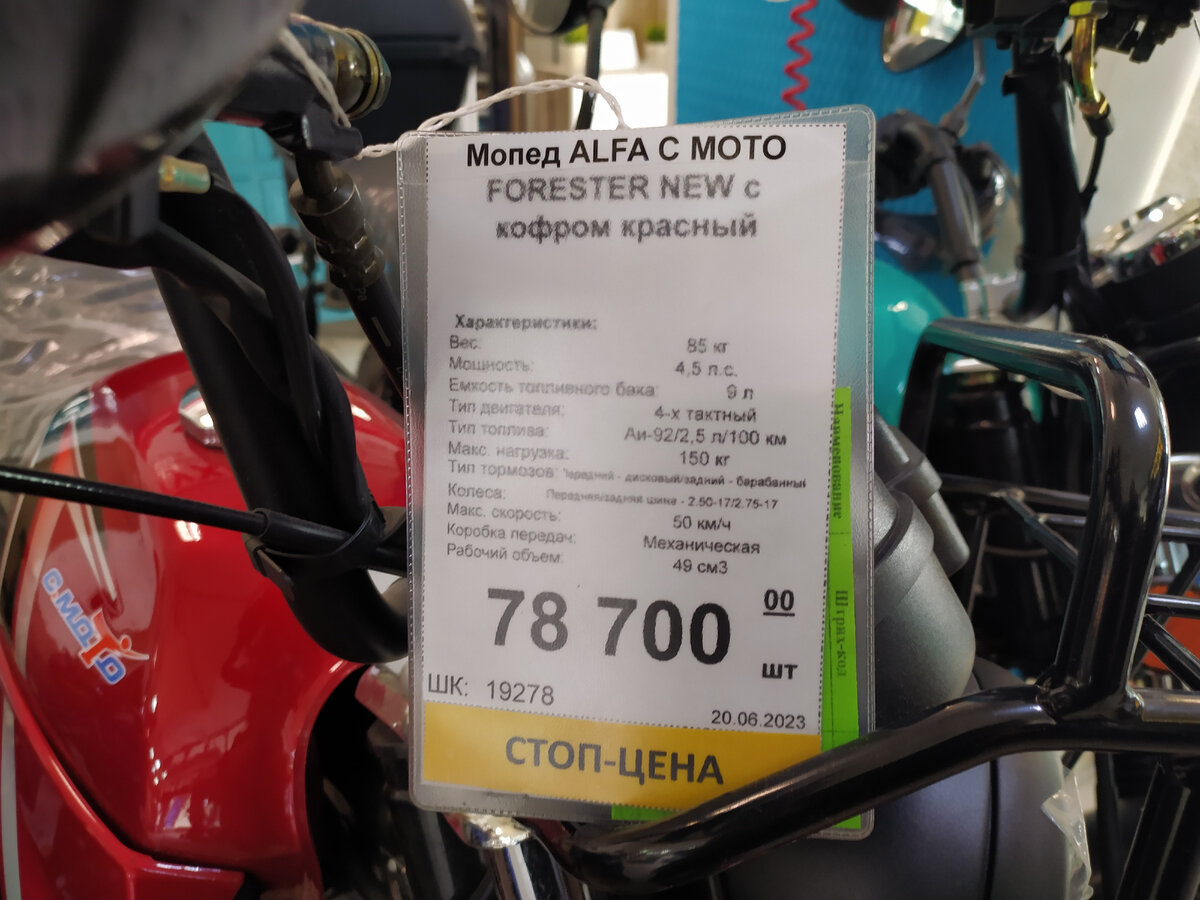 Мопед ALFA С МОТО
FORESTER NEW с
кофром красный
Характеристики:
Вес: 85 кг
Мощность: 4,5 л.с.
Емкость топливного бака: 9 л
Тип двигателя: 4-х тактный
Тип топлива: Аи-92/2,5 л/100 км
Макс. нагрузка: 150 кг
Тип тормозов: Передний - дисковый/задний - барабанный
Колеса: Передняя/задняя шина - 2.50-17/2.75-17
Макс. скорость: 50 км/ч
Коробка передач: Механическая
Рабочий объем: 49 см3
78 700 00
шт
ШК: 19278
20.06.2023
СТОП-ЦЕНА
Наименование
Штрих-код
С.МОТО